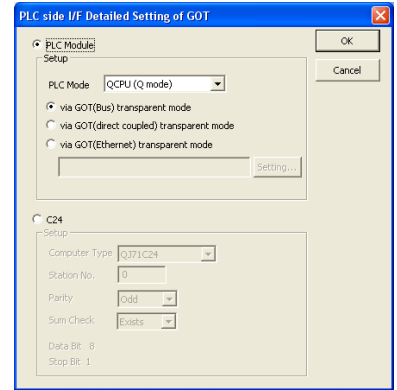 PLC side I/F Detailed Setting of GOT
PLC Module
OK
Setup
Cancel
PLC Mode QCPU (Q mode)
via GOT(Bus) transparent mode
via GOT(direct coupled) transparent mode
via GOT(Ethernet) transparent mode
Setting...
C24
Setup
Computer Type QJ71C24
Station No. 0
Parity Odd
Sum Check Exists
Data Bit 8
Stop Bit 1